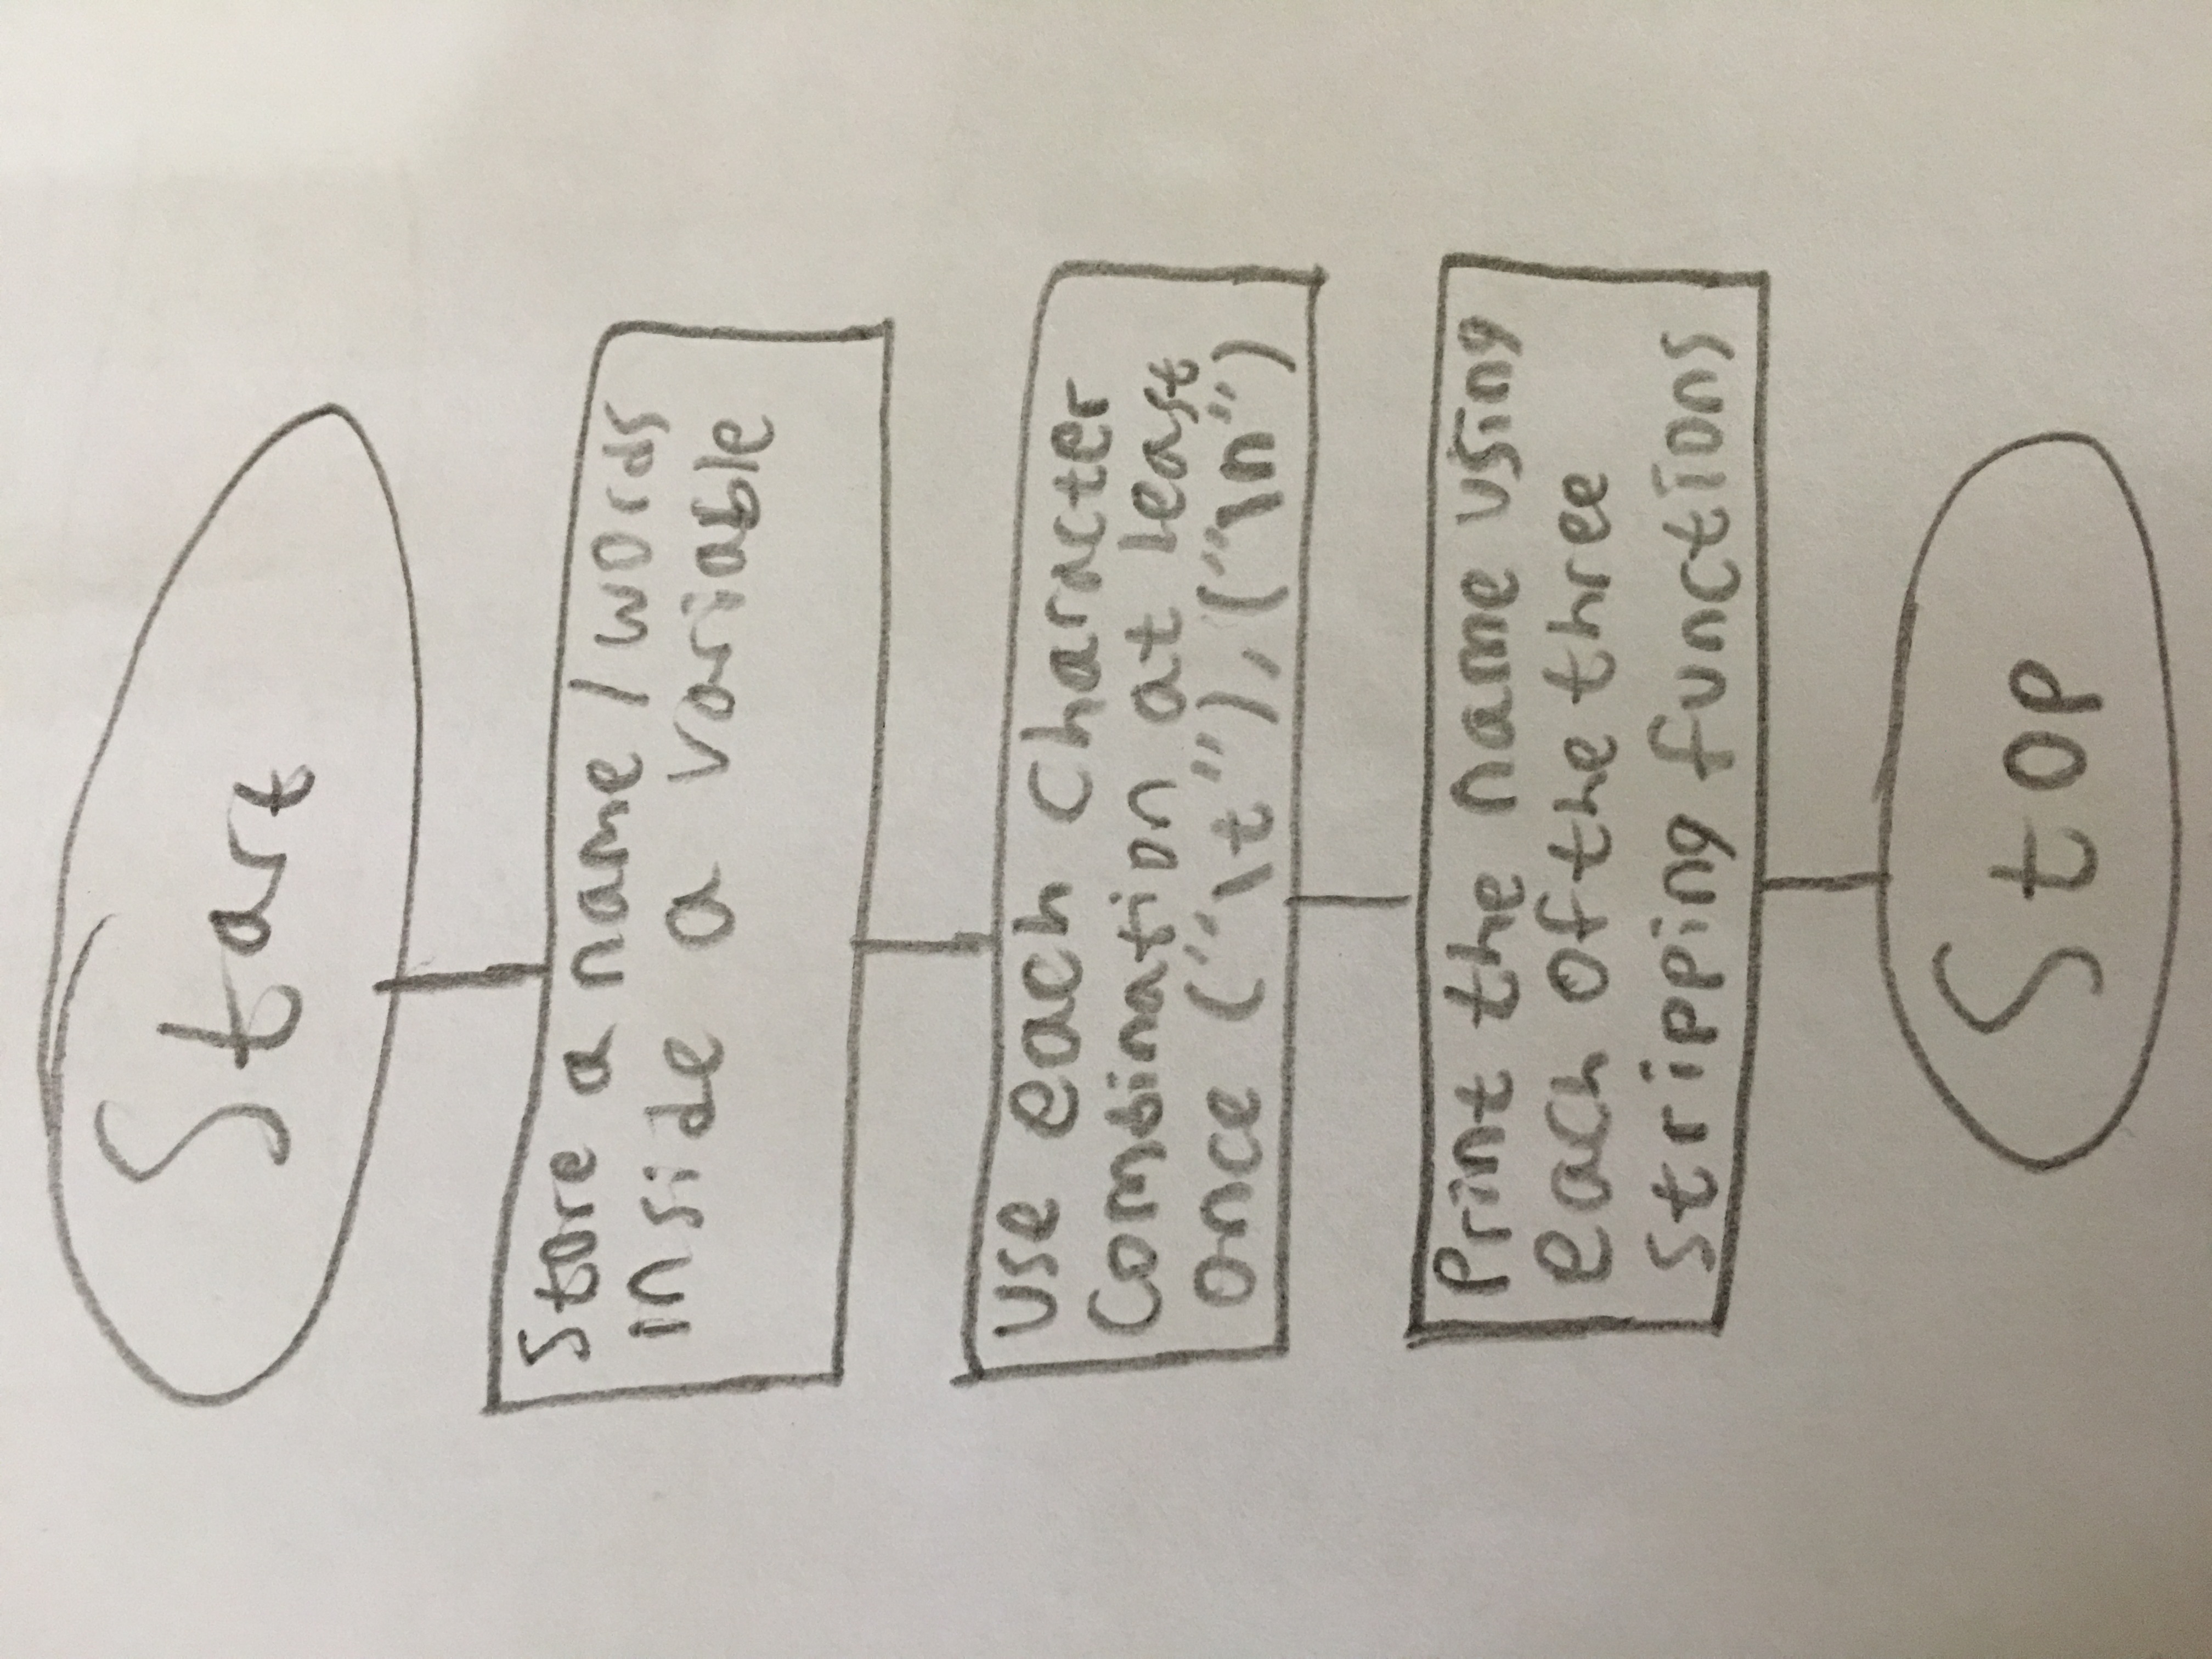 Start
Store a name / words
inside a variable
use each Character
Combination at least
once ("\t"), ("\n")
Print the name using
each of the three
stripping functions
Stop